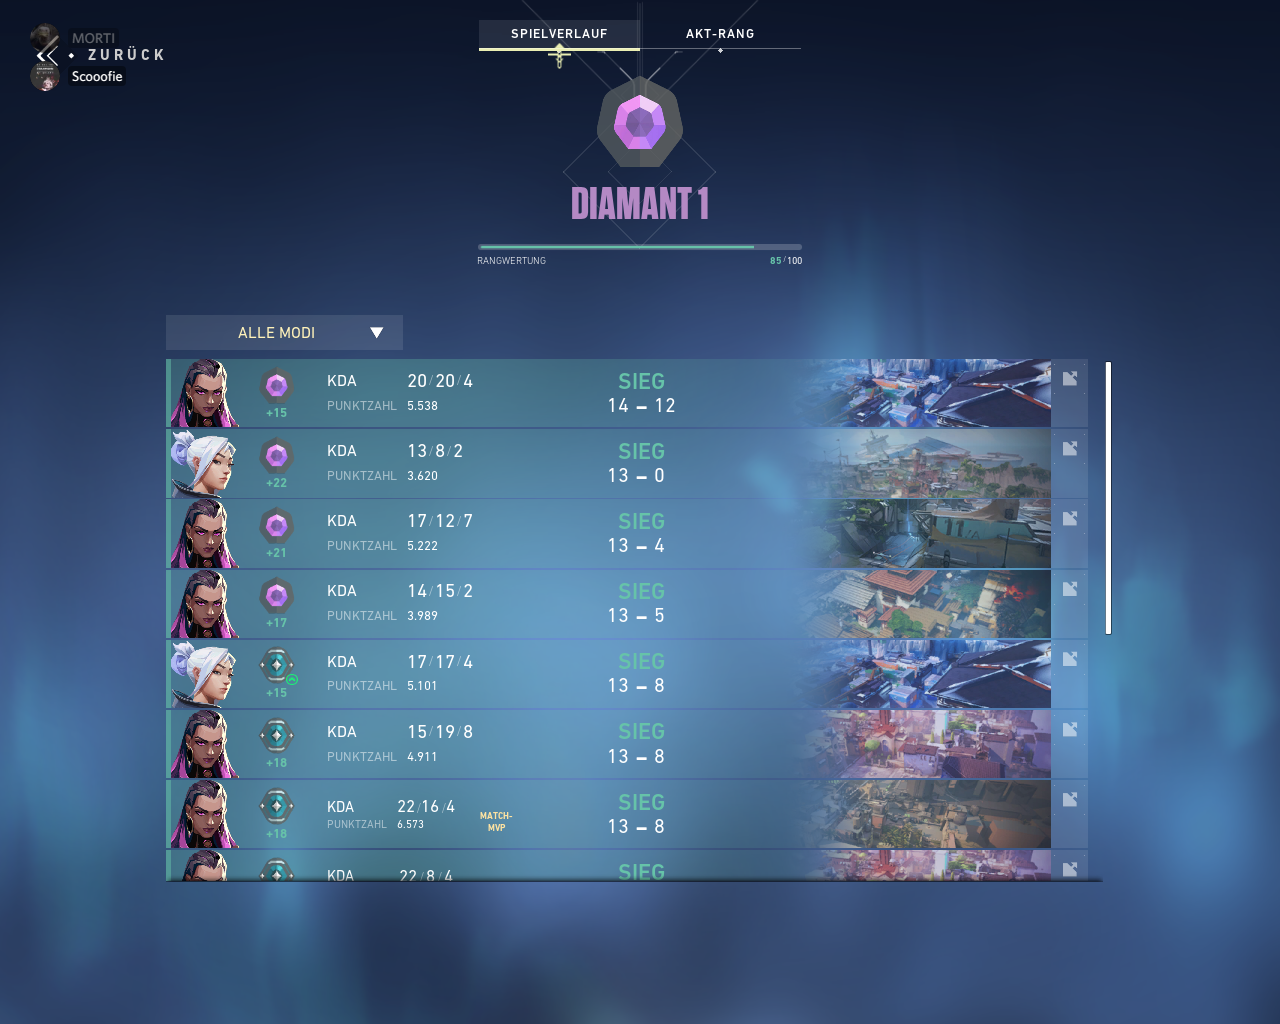 MORTI
ZURÜCK
Scooofie
SPIELVERLAUF
AKT-RANG
DIAMANT 1
RANGWERTUNG
85/100
ALLE MODI
+15
KDA 20/20/4
PUNKTZAHL 5.538
SIEG
14 – 12
+22
KDA 13/8/2
PUNKTZAHL 3.620
SIEG
13 – 0
+21
KDA 17/12/7
PUNKTZAHL 5.222
SIEG
13 – 4
+17
KDA 14/15/2
PUNKTZAHL 3.989
SIEG
13 – 5
+15
KDA 17/17/4
PUNKTZAHL 5.101
SIEG
13 – 8
+18
KDA 15/19/8
PUNKTZAHL 4.911
SIEG
13 – 8
+18
KDA 22/16/4
PUNKTZAHL 6.573
MATCH-
MVP
SIEG
13 – 8
KDA 22/8/4
SIEG